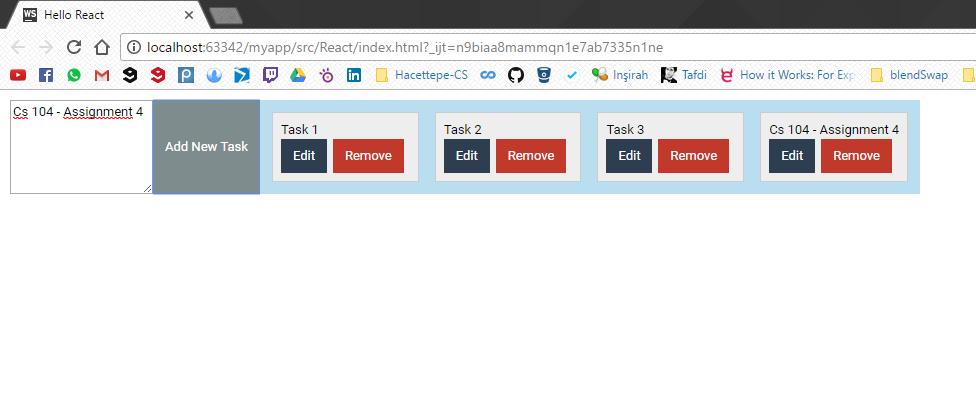 WS Hello React
localhost:63342/myapp/src/React/index.html?_ijt=n9biaa8mammqn1e7ab7335n1ne
Hacettepe-CS İnşirah Tafdi How it Works: For Exp blendSwap
Cs 104 - Assignment 4
Add New Task
Task 1 Task 2 Task 3 Cs 104 - Assignment 4
Edit Remove Edit Remove Edit Remove Edit Remove